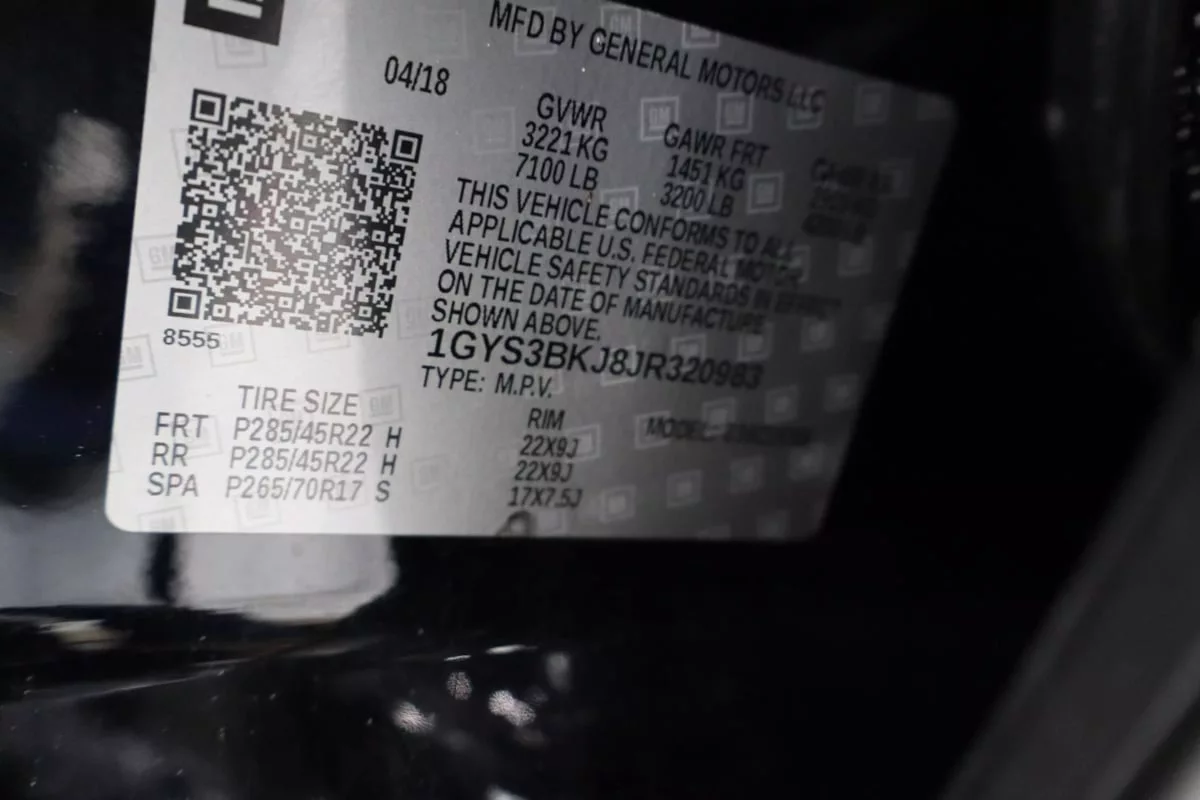 MFD BY GENERAL MOTORS LLC
04/18
GVWR GAWR FRT
3221 KG 1451 KG
7100 LB 3200 LB
THIS VEHICLE CONFORMS TO ALL
APPLICABLE U.S. FEDERAL MOTOR
VEHICLE SAFETY STANDARDS IN EFFECT
ON THE DATE OF MANUFACTURE
SHOWN ABOVE.
8555
1GYS3BKJ8JR320983
TYPE: M.P.V.
TIRE SIZE RIM MODEL:
FRT P285/45R22 H 22X9J
RR P285/45R22 H 22X9J
SPA P265/70R17 S 17X7.5J